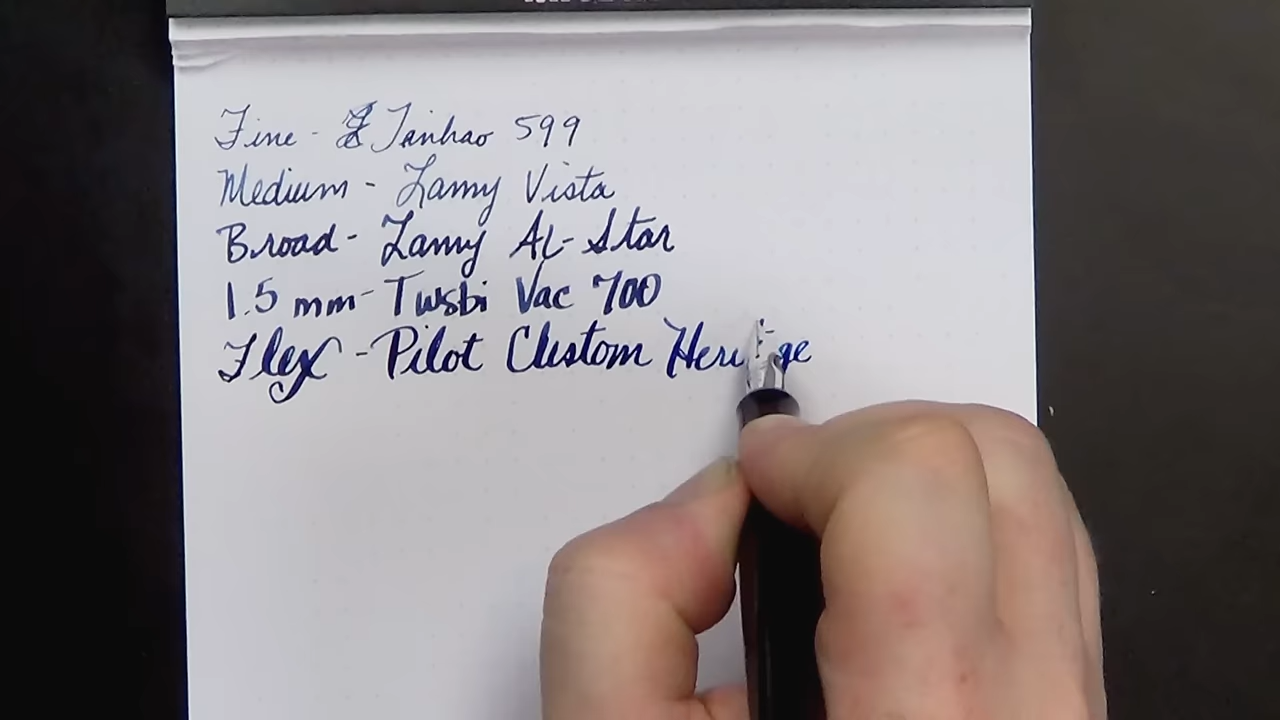 Fine - Jinhao 599
Medium - Lamy Vista
Broad - Lamy Al-Star
1.5 mm - Twsbi Vac 700
Flex - Pilot Custom